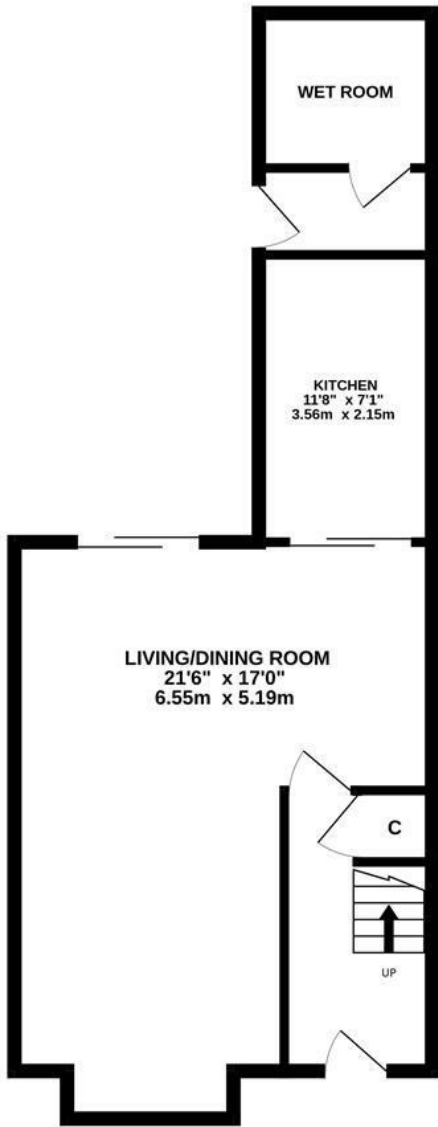 WET ROOM
KITCHEN
11'8" x 7'1"
3.56m x 2.15m
LIVING/DINING ROOM
21'6" x 17'0"
6.55m x 5.19m
C
UP